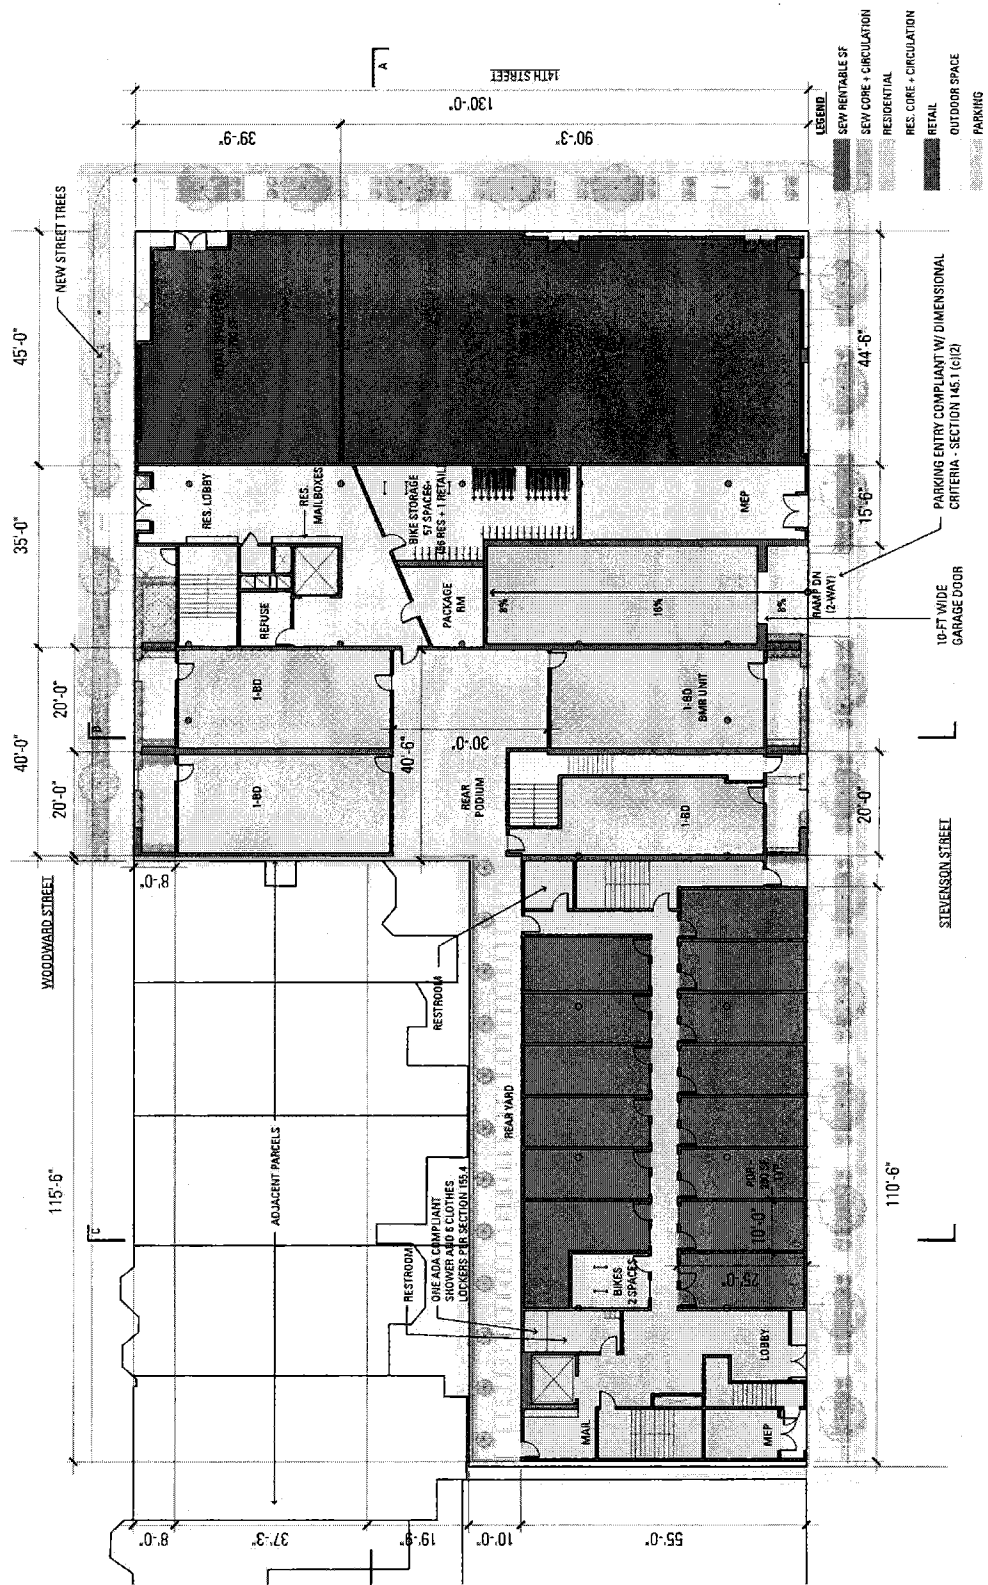 NEW STREET TREES
A
14TH STREET
130'-0"
39'-9"
90'-3"
LEGEND
SEW RENTABLE SF
SEW CORE + CIRCULATION
RESIDENTIAL
RES. CORE + CIRCULATION
RETAIL
OUTDOOR SPACE
PARKING
45'-0"
44'-6"
PARKING ENTRY COMPLIANT W/ DIMENSIONAL
CRITERIA - SECTION 145.1 (c)(2)
35'-0"
RES. LOBBY
RES.
MAILBOXES
BIKE STORAGE
57 SPACES-
(56 RES + 1 RETAIL)
MEP
15'-6"
REFUSE
PACKAGE
RM
8%
16%
8%
RAMP DN
(2-WAY)
10-FT WIDE
GARAGE DOOR
40'-0"
20'-0"
20'-0"
B
1-BD
1-BD
40'-6"
30'-0"
REAR
PODIUM
1-BD
BMR UNIT
1-BD
20'-0"
STEVENSON STREET
WOODWARD STREET
8'-0"
RESTROOM
REAR YARD
115'-6"
ADJACENT PARCELS
C
RESTROOM
ONE ADA COMPLIANT
SHOWER AND 6 CLOTHES
LOCKERS PER SECTION 155.4
10'-0"
25'-0"
110'-6"
BIKES
2 SPACES
LOBBY
MAIL
MEP
8'-0"
37'-3"
19'-9"
10'-0"
55'-0"